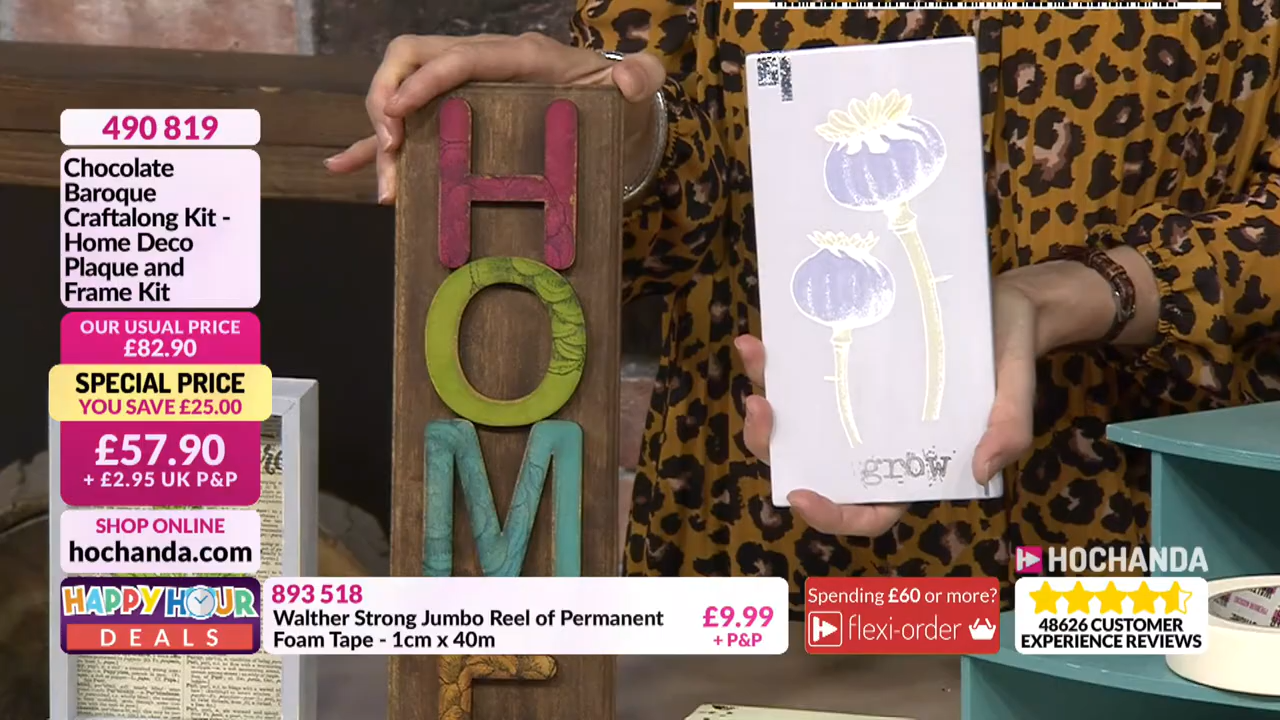 490 819
Chocolate
Baroque
Craftalong Kit -
Home Deco
Plaque and
Frame Kit
OUR USUAL PRICE
£82.90
SPECIAL PRICE
YOU SAVE £25.00
£57.90
+ £2.95 UK P&P
SHOP ONLINE
hochanda.com
HAPPY HOUR
DEALS
893 518
Walther Strong Jumbo Reel of Permanent
Foam Tape - 1cm x 40m
£9.99
+ P&P
Spending £60 or more?
flexi-order
HOCHANDA
48626 CUSTOMER
EXPERIENCE REVIEWS
H
O
M
E
grow